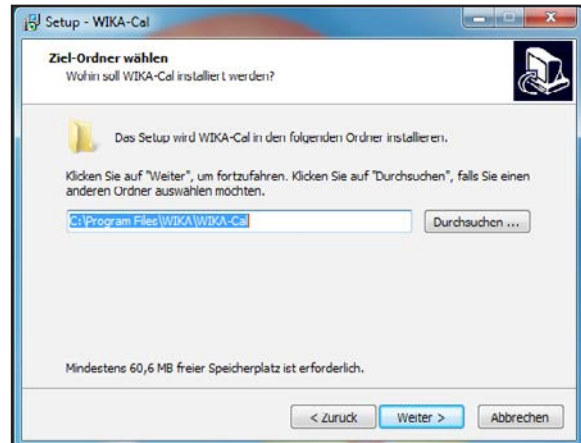 Setup - WIKA-Cal
Ziel-Ordner wählen
Wohin soll WIKA-Cal installiert werden?
Das Setup wird WIKA-Cal in den folgenden Ordner installieren.
Klicken Sie auf "Weiter", um fortzufahren. Klicken Sie auf "Durchsuchen", falls Sie einen
anderen Ordner auswählen möchten.
C:\Program Files\WIKA\WIKA-Cal
Durchsuchen ...
Mindestens 60,6 MB freier Speicherplatz ist erforderlich.
< Zurück
Weiter >
Abbrechen